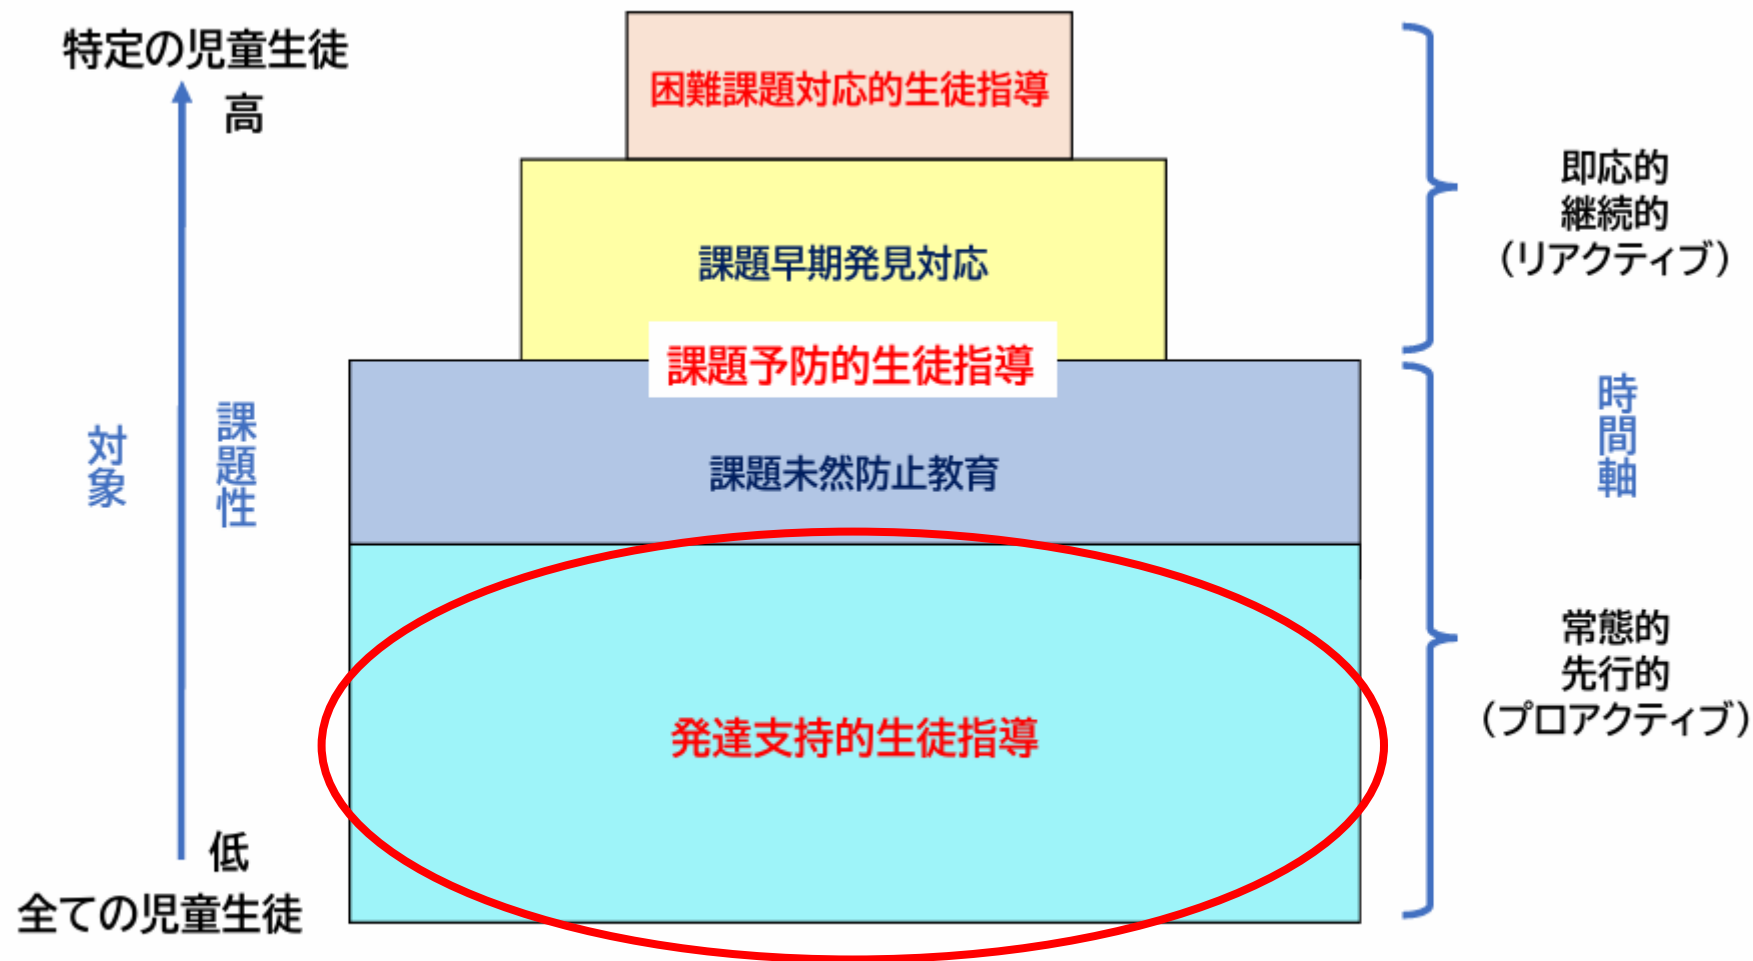 特定の児童生徒
高
困難課題対応的生徒指導
課題早期発見対応
課題予防的生徒指導
課題未然防止教育
発達支持的生徒指導
対象
課題性
低
全ての児童生徒
即応的
継続的
（リアクティブ）
時間軸
常態的
先行的
（プロアクティブ）